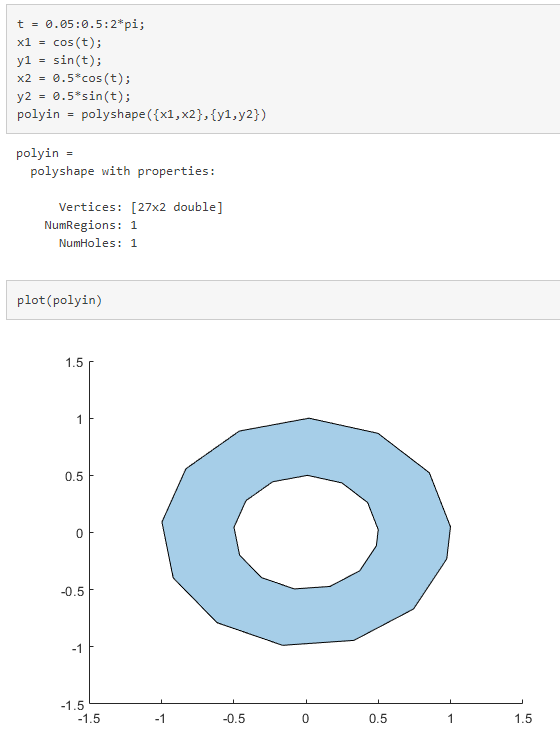 t = 0.05:0.5:2*pi;
x1 = cos(t);
y1 = sin(t);
x2 = 0.5*cos(t);
y2 = 0.5*sin(t);
polyin = polyshape({x1,x2},{y1,y2})
polyin =
polyshape with properties:
Vertices: [27x2 double]
NumRegions: 1
NumHoles: 1
plot(polyin)
1.5
1
0.5
0
-0.5
-1
-1.5
-1.5 -1 -0.5 0 0.5 1 1.5